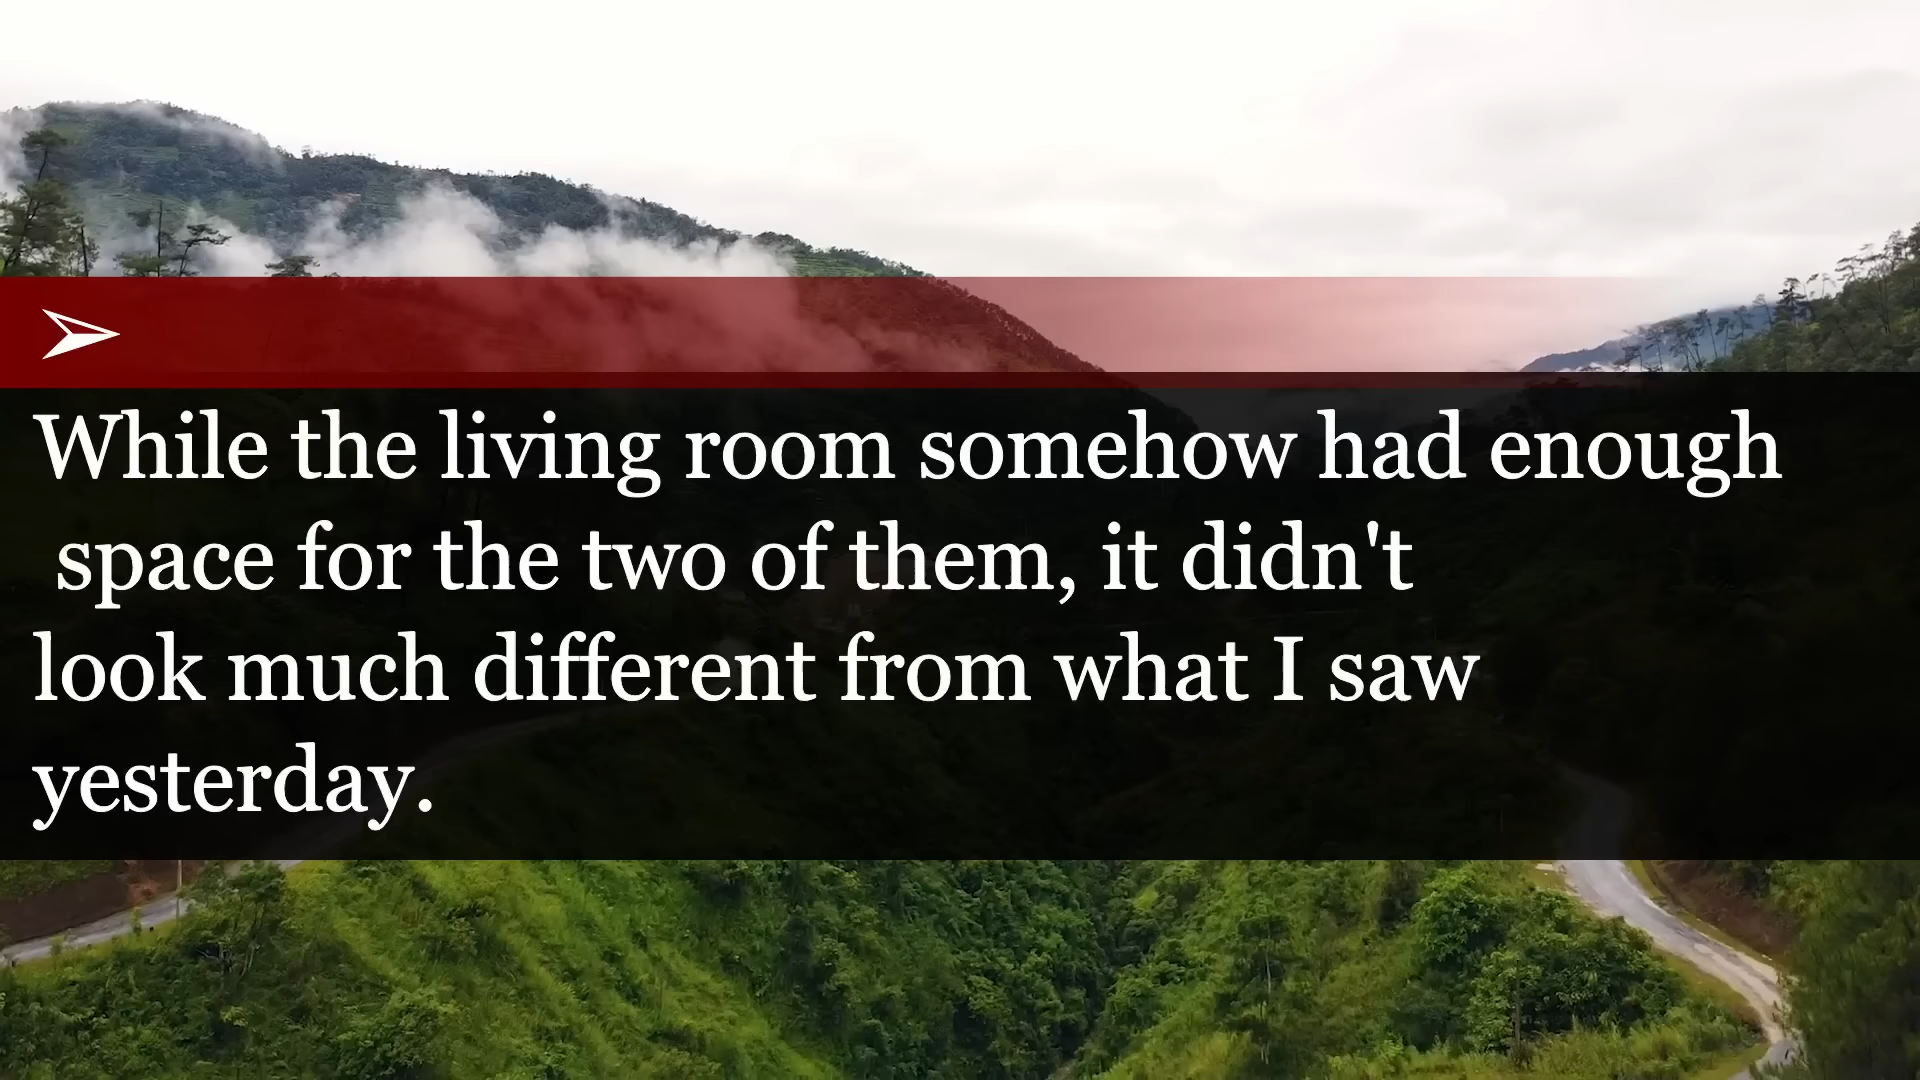 While the living room somehow had enough
space for the two of them, it didn't
look much different from what I saw
yesterday.